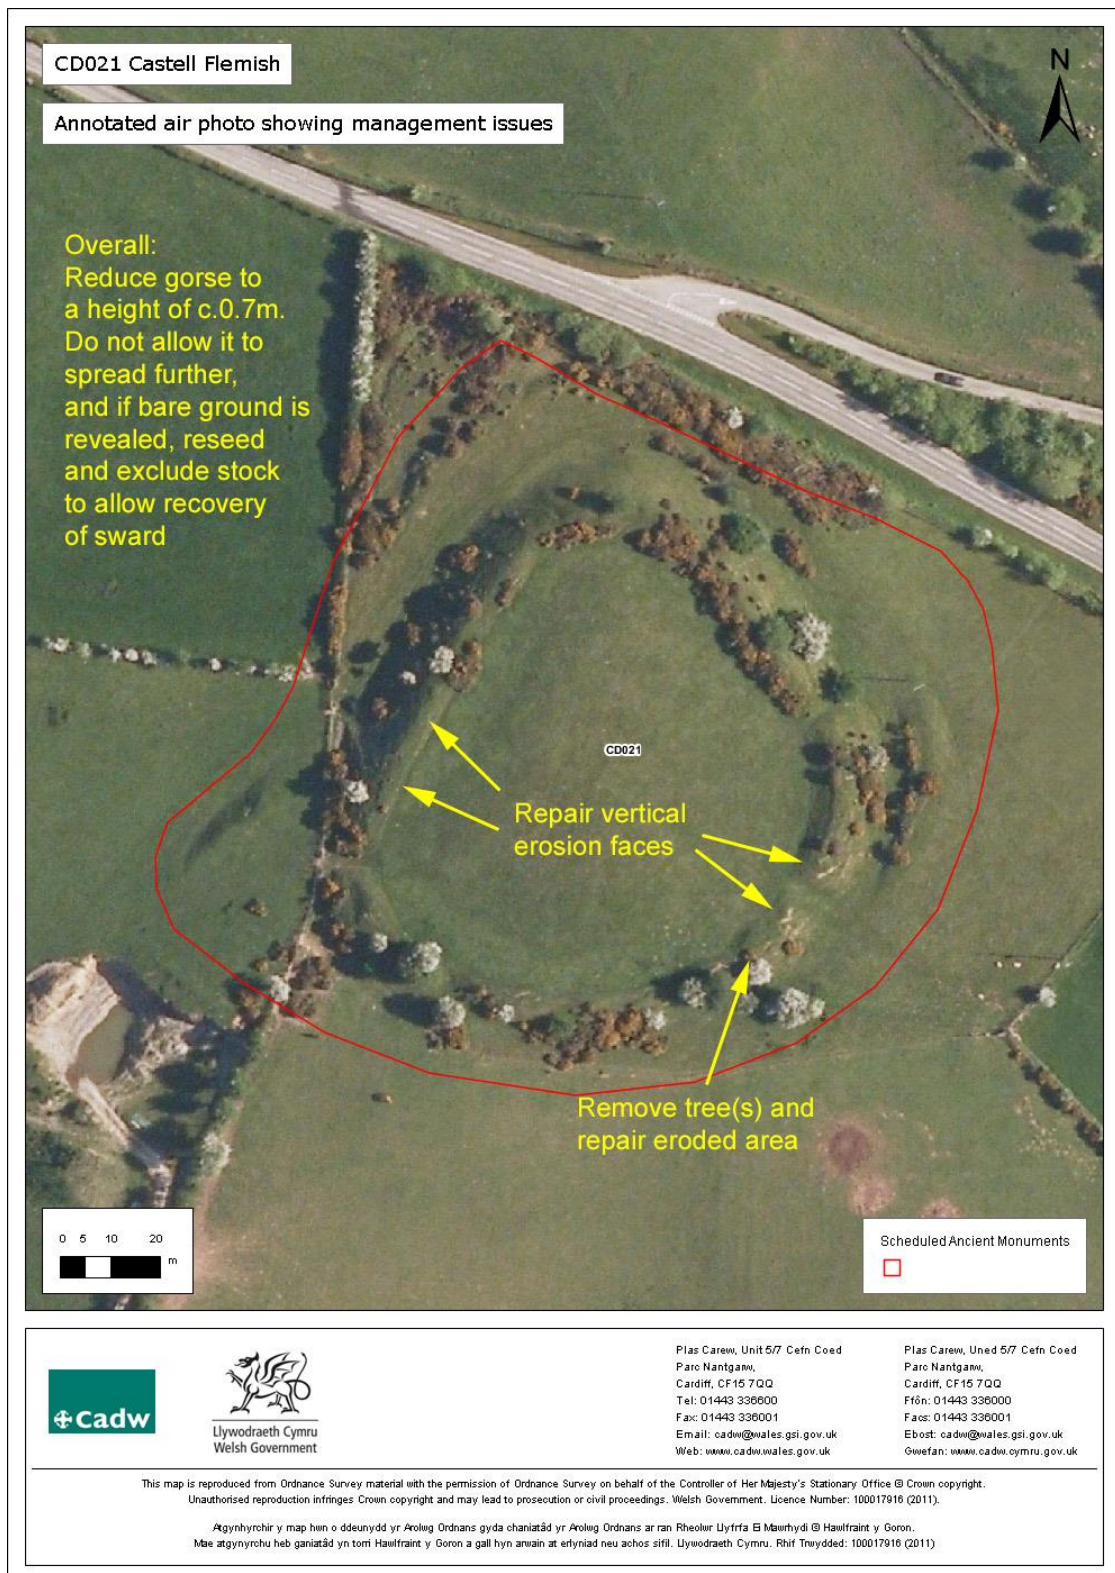 CD021 Castell Flemish
Annotated air photo showing management issues
N
Overall:
Reduce gorse to
a height of c.0.7m.
Do not allow it to
spread further,
and if bare ground is
revealed, reseed
and exclude stock
to allow recovery
of sward
CD021
Repair vertical
erosion faces
Remove tree(s) and
repair eroded area
0 5 10 20
m
Scheduled Ancient Monuments
Cadw
Llywodraeth Cymru
Welsh Government
Plas Carew, Unit 5/7 Cefn Coed
Parc Nantgarw,
Cardiff, CF15 7QQ
Tel: 01443 336600
Fax: 01443 336001
Email: cadw@wales.gsi.gov.uk
Web: www.cadw.wales.gov.uk
Plas Carew, Uned 5/7 Cefn Coed
Parc Nantgarw,
Cardiff, CF15 7QQ
Ffôn: 01443 336000
Facs: 01443 336001
Ebost: cadw@wales.gsi.gov.uk
Gwefan: www.cadw.cymru.gov.uk
This map is reproduced from Ordnance Survey material with the permission of Ordnance Survey on behalf of the Controller of Her Majesty's Stationary Office © Crown copyright.
Unauthorised reproduction infringes Crown copyright and may lead to prosecution or civil proceedings. Welsh Government. Licence Number: 100017916 (2011).
Atgynhyrchir y map hwn o ddeunydd yr Arolwg Ordnans gyda chaniatâd yr Arolwg Ordnans ar ran Rheolwr Llyfrfa Ei Mawrhydi © Hawlfraint y Goron.
Mae atgynyrchu heb ganiatâd yn torri Hawlfraint y Goron a gall hyn arwain at erlyniad neu achos sifil. Llywodraeth Cymru. Rhif Trwydded: 100017916 (2011)